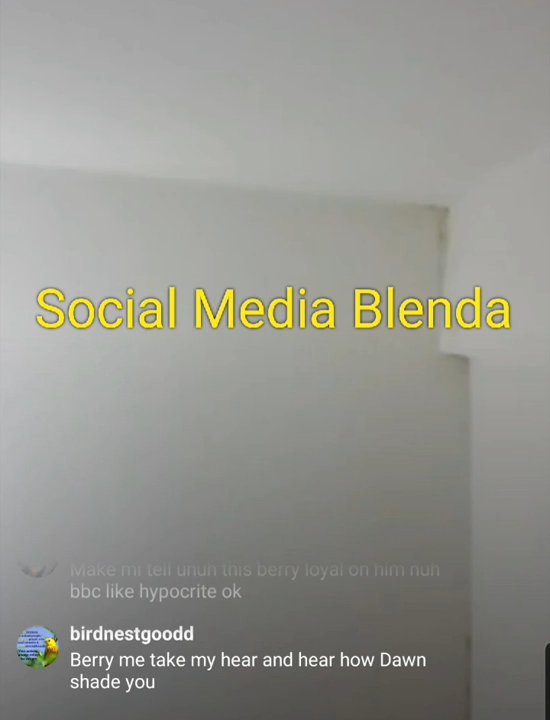 Social Media Blenda
Make mi tell unuh this berry loyal on him nuh
bbc like hypocrite ok
birdnestgoodd
Berry me take my hear and hear how Dawn
shade you